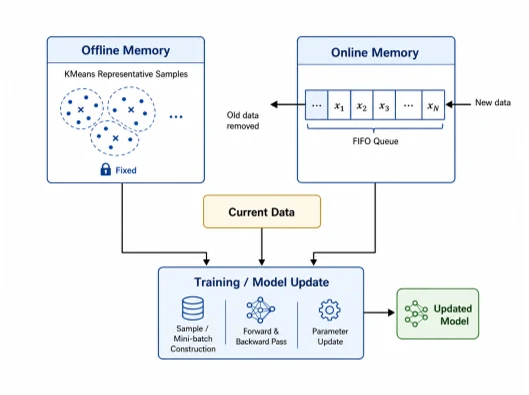 Offline Memory
KMeans Representative Samples
...
Fixed
Online Memory
... x₁ x₂ x₃ ... x_N
Old data
removed
New data
FIFO Queue
Current Data
Training / Model Update
Sample /
Mini-batch
Construction
Forward &
Backward Pass
Parameter
Update
Updated
Model